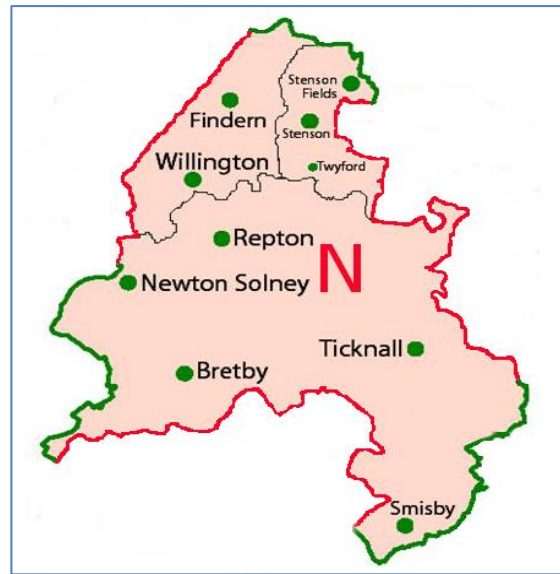 Stenson
Fields
Findern
Stenson
Twyford
Willington
Repton
N
Newton Solney
Ticknall
Bretby
Smisby